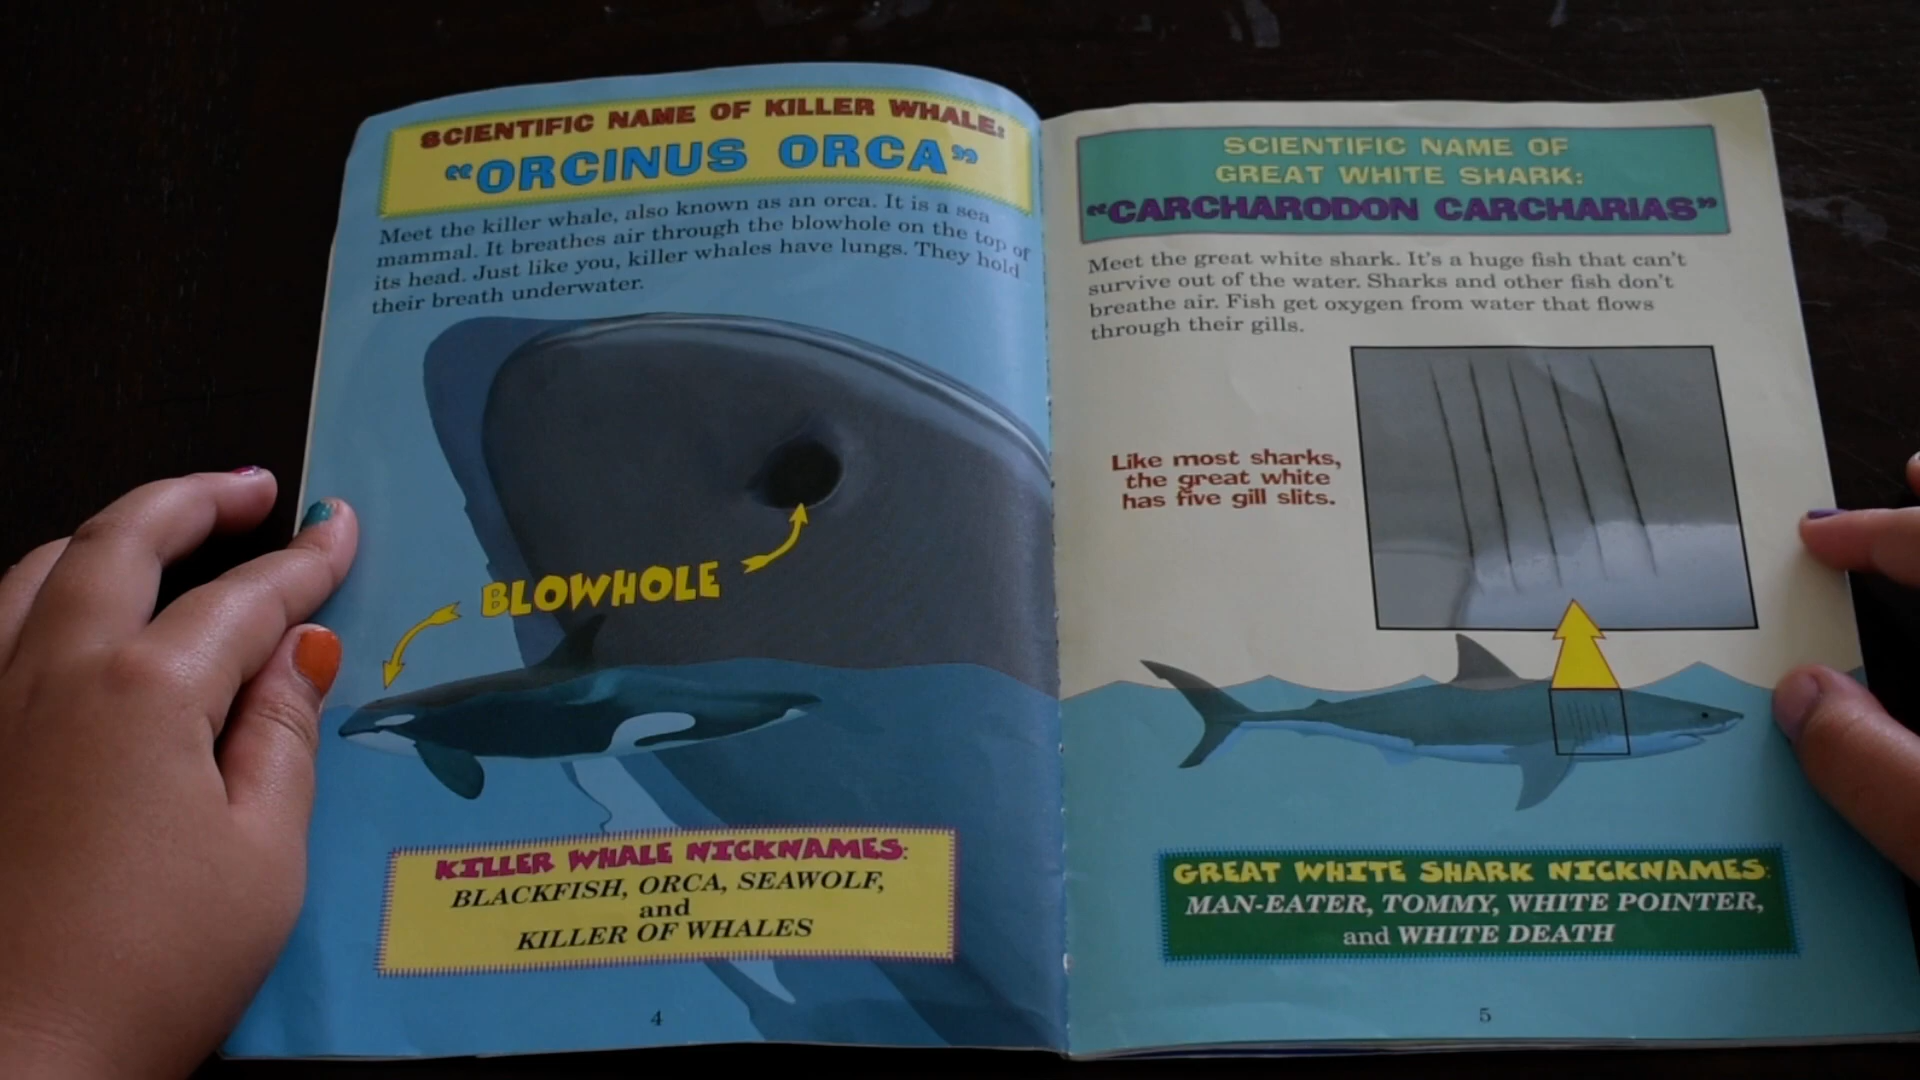 SCIENTIFIC NAME OF KILLER WHALE:
"ORCINUS ORCA"
Meet the killer whale, also known as an orca. It is a sea
mammal. It breathes air through the blowhole on the top of
its head. Just like you, killer whales have lungs. They hold
their breath underwater.
BLOWHOLE
KILLER WHALE NICKNAMES:
BLACKFISH, ORCA, SEAWOLF,
and
KILLER OF WHALES
4
SCIENTIFIC NAME OF
GREAT WHITE SHARK:
"CARCHARODON CARCHARIAS"
Meet the great white shark. It's a huge fish that can't
survive out of the water. Sharks and other fish don't
breathe air. Fish get oxygen from water that flows
through their gills.
Like most sharks,
the great white
has five gill slits.
GREAT WHITE SHARK NICKNAMES:
MAN-EATER, TOMMY, WHITE POINTER,
and WHITE DEATH
5